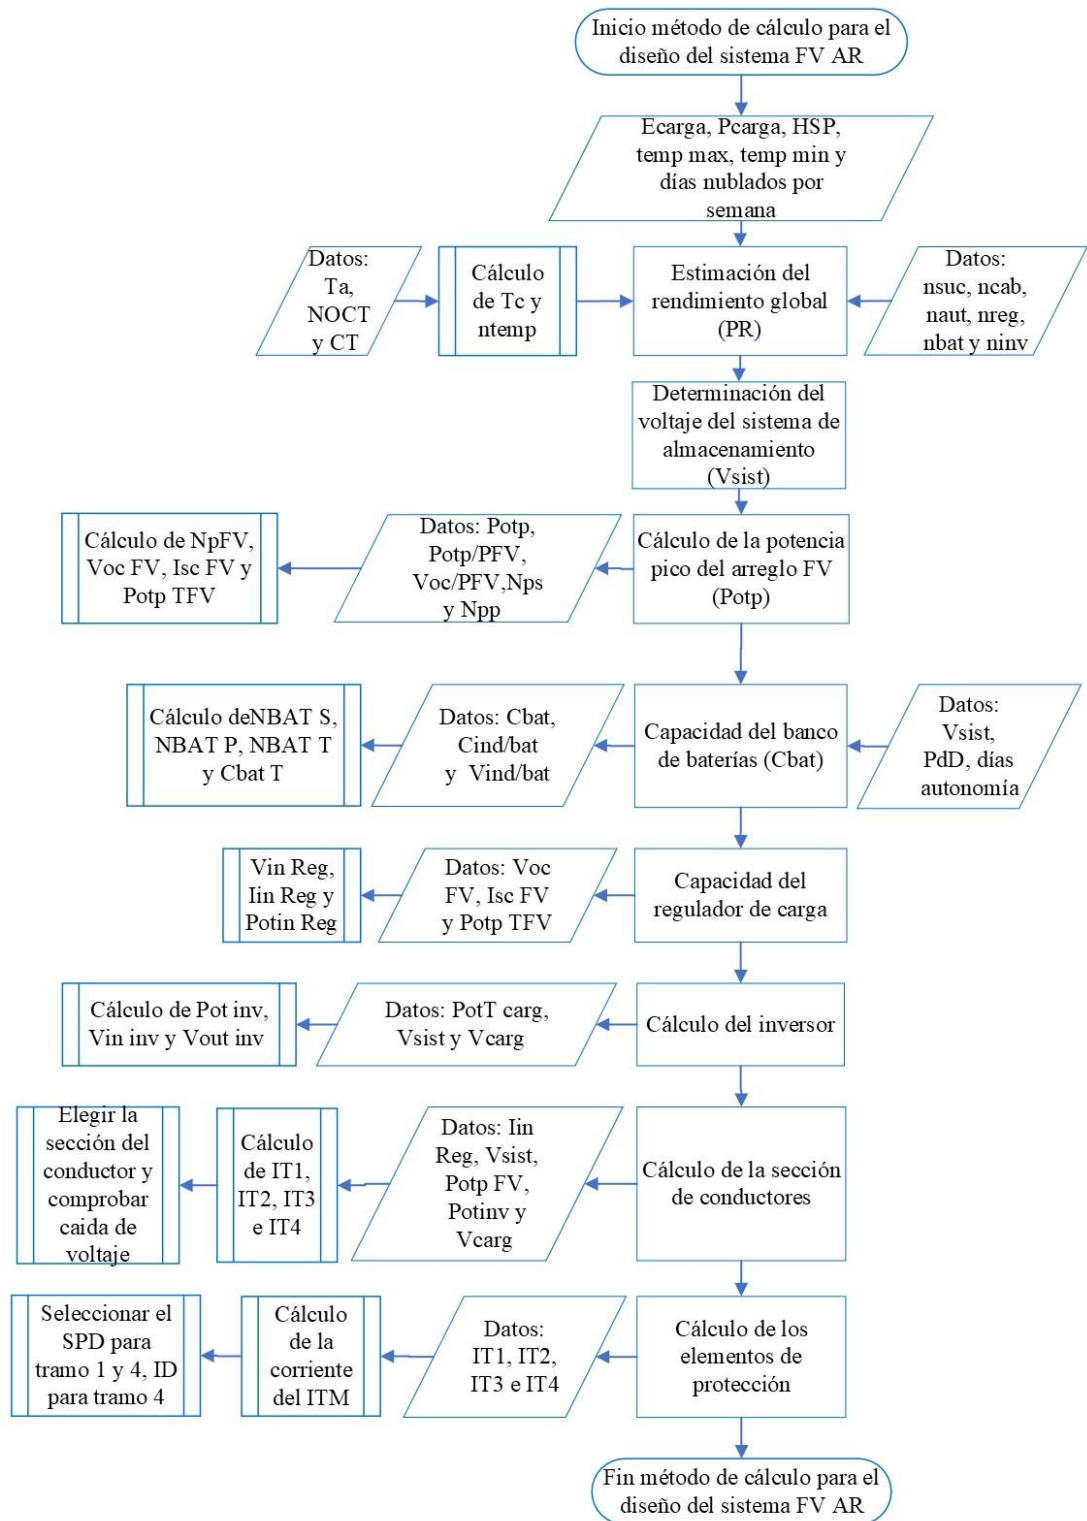 Inicio método de cálculo para el
diseño del sistema FV AR
Ecarga, Pcarga, HSP,
temp max, temp min y
días nublados por
semana
Datos:
Ta,
NOCT
y CT
Cálculo
de Tc y
ntemp
Estimación del
rendimiento global
(PR)
Datos:
nsuc, ncab,
naut, nreg,
nbat y ninv
Determinación del
voltaje del sistema de
almacenamiento
(Vsist)
Cálculo de NpFV,
Voc FV, Isc FV y
Potp TFV
Datos: Potp,
Potp/PFV,
Voc/PFV,Nps
y Npp
Cálculo de la potencia
pico del arreglo FV
(Potp)
Cálculo deNBAT S,
NBAT P, NBAT T
y Cbat T
Datos: Cbat,
Cind/bat
y Vind/bat
Capacidad del banco
de baterías (Cbat)
Datos:
Vsist,
PdD, días
autonomía
Vin Reg,
Iin Reg y
Potin Reg
Datos: Voc
FV, Isc FV
y Potp TFV
Capacidad del
regulador de carga
Cálculo de Pot inv,
Vin inv y Vout inv
Datos: PotT carg,
Vsist y Vcarg
Cálculo del inversor
Elegir la
sección del
conductor y
comprobar
caida de
voltaje
Cálculo
de IT1,
IT2, IT3
e IT4
Datos: Iin
Reg, Vsist,
Potp FV,
Potinv y
Vcarg
Cálculo de la sección
de conductores
Seleccionar el
SPD para
tramo 1 y 4, ID
para tramo 4
Cálculo
de la
corriente
del ITM
Datos:
IT1, IT2,
IT3 e IT4
Cálculo de los
elementos de
protección
Fin método de cálculo para el
diseño del sistema FV AR